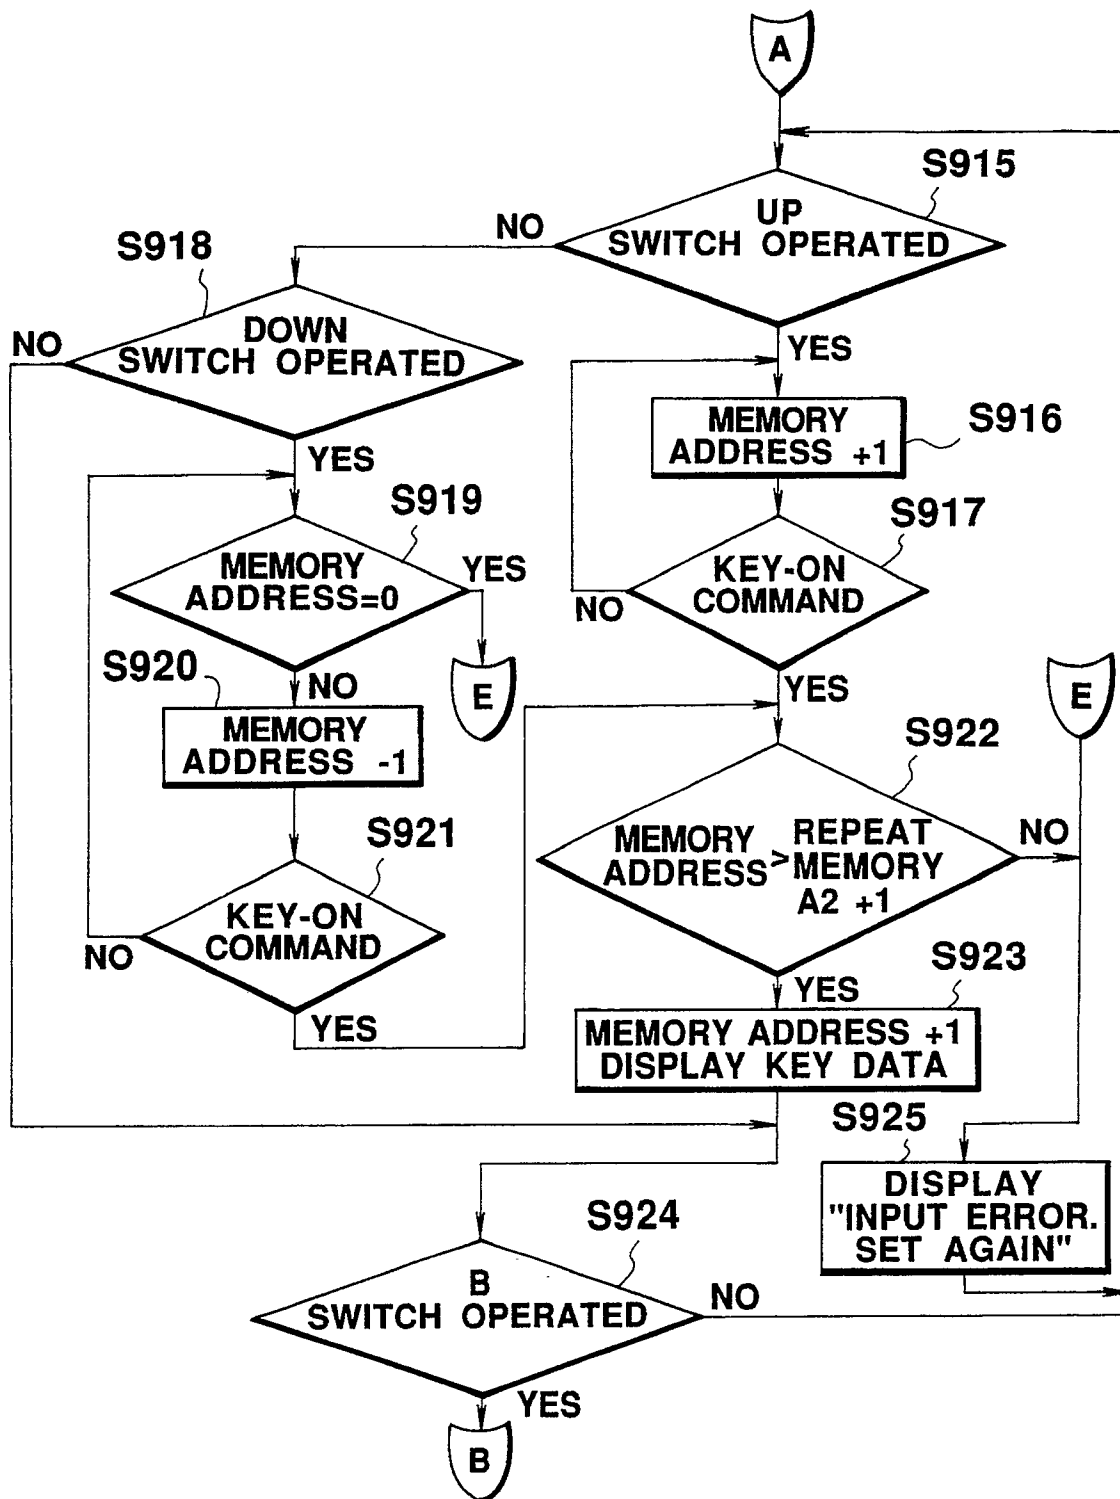 A
S915
UP
SWITCH OPERATED
NO
YES
S918
DOWN
SWITCH OPERATED
NO
YES
MEMORY
ADDRESS +1
S916
S919
MEMORY
ADDRESS=0
YES
NO
E
S917
KEY-ON
COMMAND
NO
YES
S920
MEMORY
ADDRESS -1
E
S921
KEY-ON
COMMAND
NO
YES
S922
MEMORY
ADDRESS
>
REPEAT
MEMORY
A2 +1
NO
YES
S923
MEMORY ADDRESS +1
DISPLAY KEY DATA
S925
DISPLAY
"INPUT ERROR.
SET AGAIN"
S924
B
SWITCH OPERATED
NO
YES
B